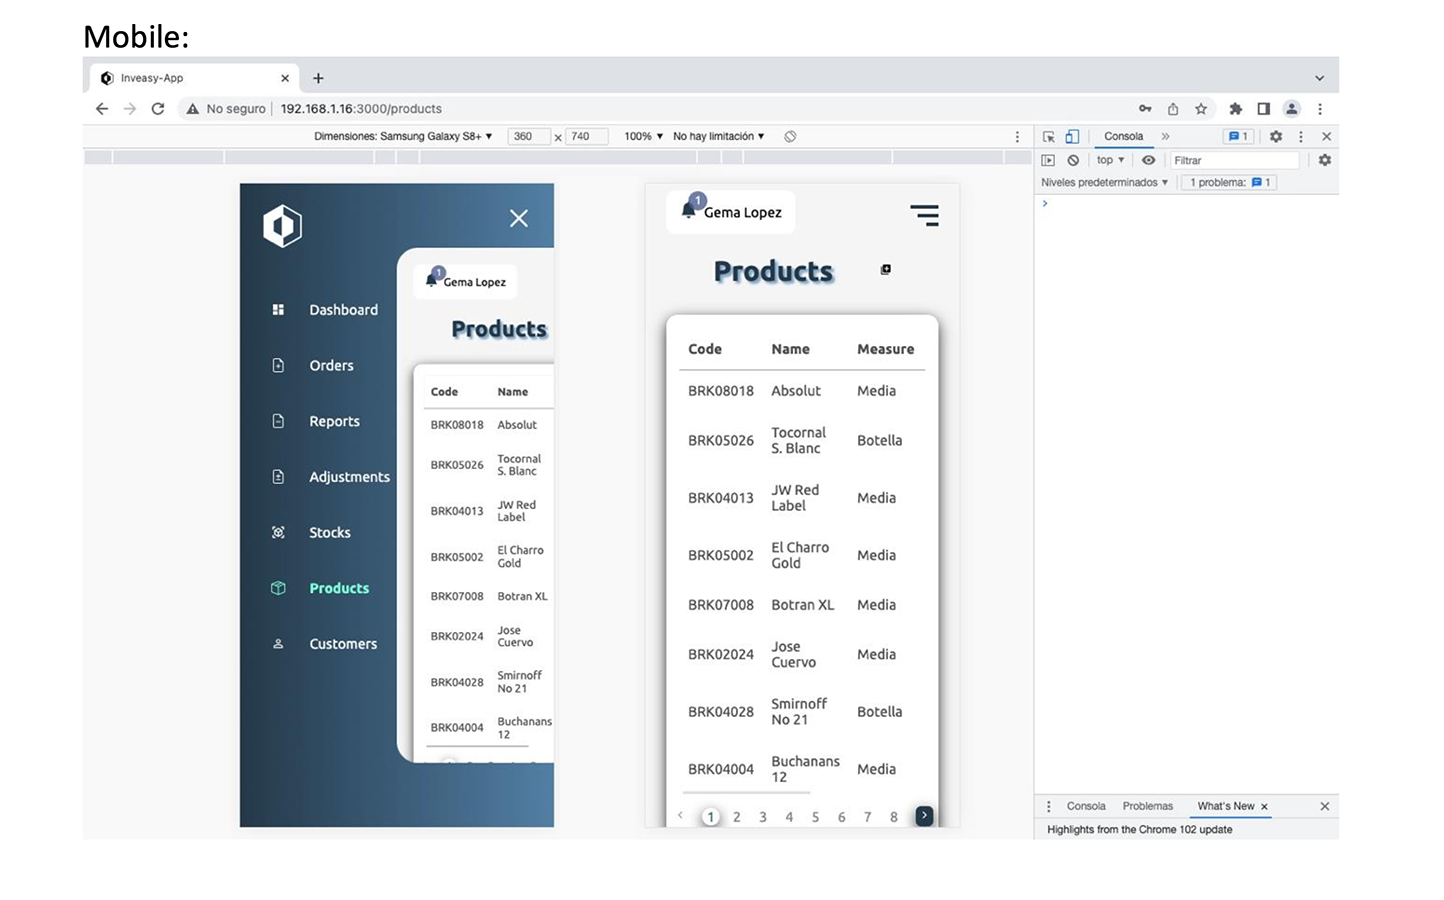 Mobile:
Inveasy-App
No seguro 192.168.1.16:3000/products
Dimensiones: Samsung Galaxy S8+ 360 x 740 100% No hay limitación
Consola 1
top Filtrar
Niveles predeterminados 1 problema: 1
Dashboard
Orders
Reports
Adjustments
Stocks
Products
Customers
1
Gema Lopez
Products
Code Name
BRK08018 Absolut
BRK05026 Tocornal
S. Blanc
BRK04013 JW Red
Label
BRK05002 El Charro
Gold
BRK07008 Botran XL
BRK02024 Jose
Cuervo
BRK04028 Smirnoff
No 21
BRK04004 Buchanans
12
1
Gema Lopez
Products
Code Name Measure
BRK08018 Absolut Media
BRK05026 Tocornal
S. Blanc Botella
BRK04013 JW Red
Label Media
BRK05002 El Charro
Gold Media
BRK07008 Botran XL Media
BRK02024 Jose
Cuervo Media
BRK04028 Smirnoff
No 21 Botella
BRK04004 Buchanans
12 Media
1 2 3 4 5 6 7 8
Consola Problemas What's New
Highlights from the Chrome 102 update